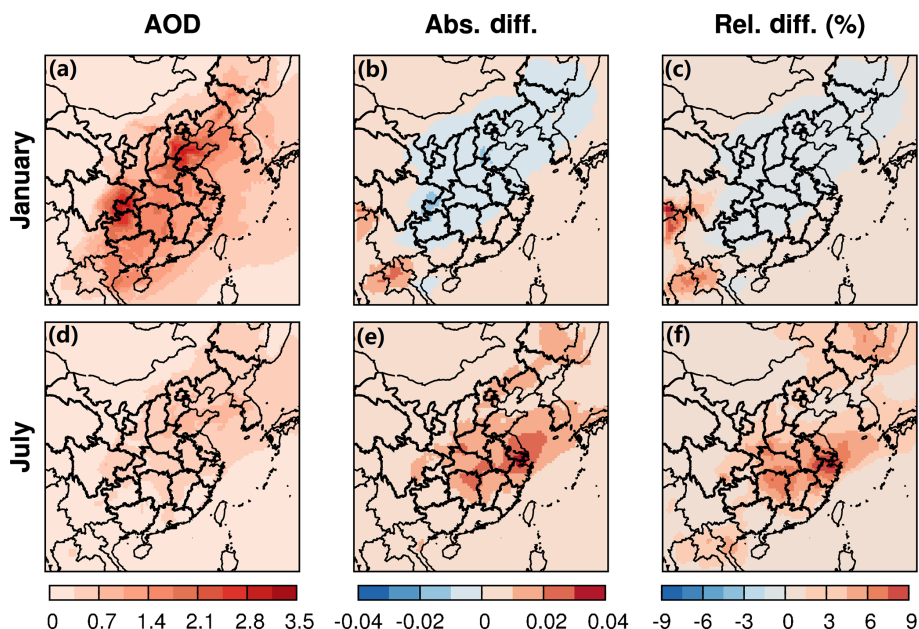 AOD Abs. diff. Rel. diff. (%)
January
(a) (b) (c)
July
(d) (e) (f)
0 0.7 1.4 2.1 2.8 3.5 -0.04 -0.02 0 0.02 0.04 -9 -6 -3 0 3 6 9